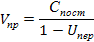 Vпр = Cпост / (1 − Uпер)